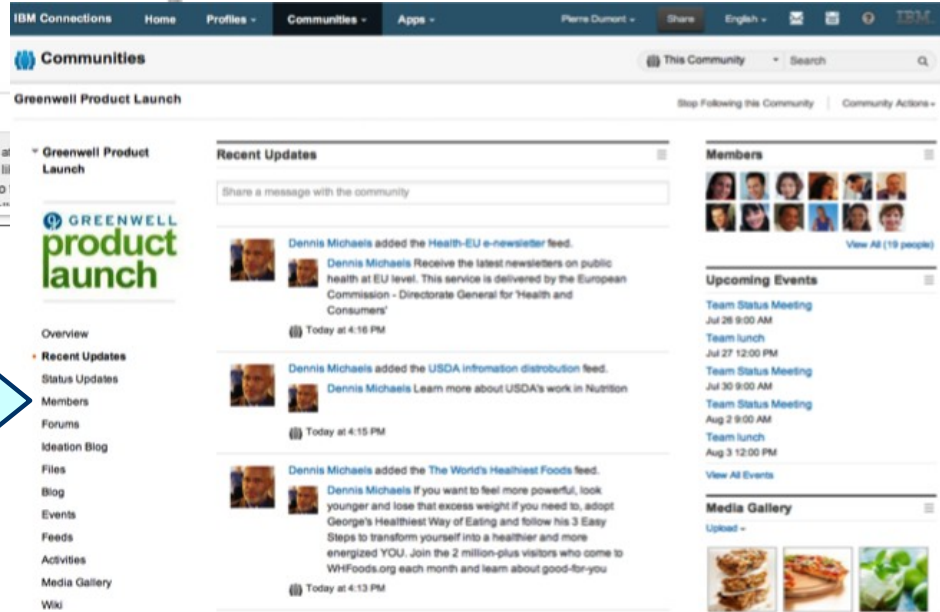 IBM Connections Home Profiles Communities Apps Pierre Dumont Share English IBM
Communities
This Community Search
Greenwell Product Launch
Stop Following this Community Community Actions
Greenwell Product
Launch
GREENWELL
product
launch
Overview
Recent Updates
Status Updates
Members
Forums
Ideation Blog
Files
Blog
Events
Feeds
Activities
Media Gallery
Wiki
Recent Updates
Share a message with the community
Dennis Michaels added the Health-EU e-newsletter feed.
Dennis Michaels Receive the latest newsletters on public
health at EU level. This service is delivered by the European
Commission - Directorate General for 'Health and
Consumers'
Today at 4:16 PM
Dennis Michaels added the USDA infromation distrobution feed.
Dennis Michaels Learn more about USDA's work in Nutrition
Today at 4:15 PM
Dennis Michaels added the The World's Healthiest Foods feed.
Dennis Michaels If you want to feel more powerful, look
younger and lose that excess weight if you need to, adopt
George's Healthiest Way of Eating and follow his 3 Easy
Steps to transform yourself into a healthier and more
energized YOU. Join the 2 million-plus visitors who come to
WHFoods.org each month and learn about good-for-you
Today at 4:13 PM
Members
View All (19 people)
Upcoming Events
Team Status Meeting
Jul 26 9:00 AM
Team lunch
Jul 27 12:00 PM
Team Status Meeting
Jul 30 9:00 AM
Team Status Meeting
Aug 2 9:00 AM
Team lunch
Aug 3 12:00 PM
View All Events
Media Gallery
Upload